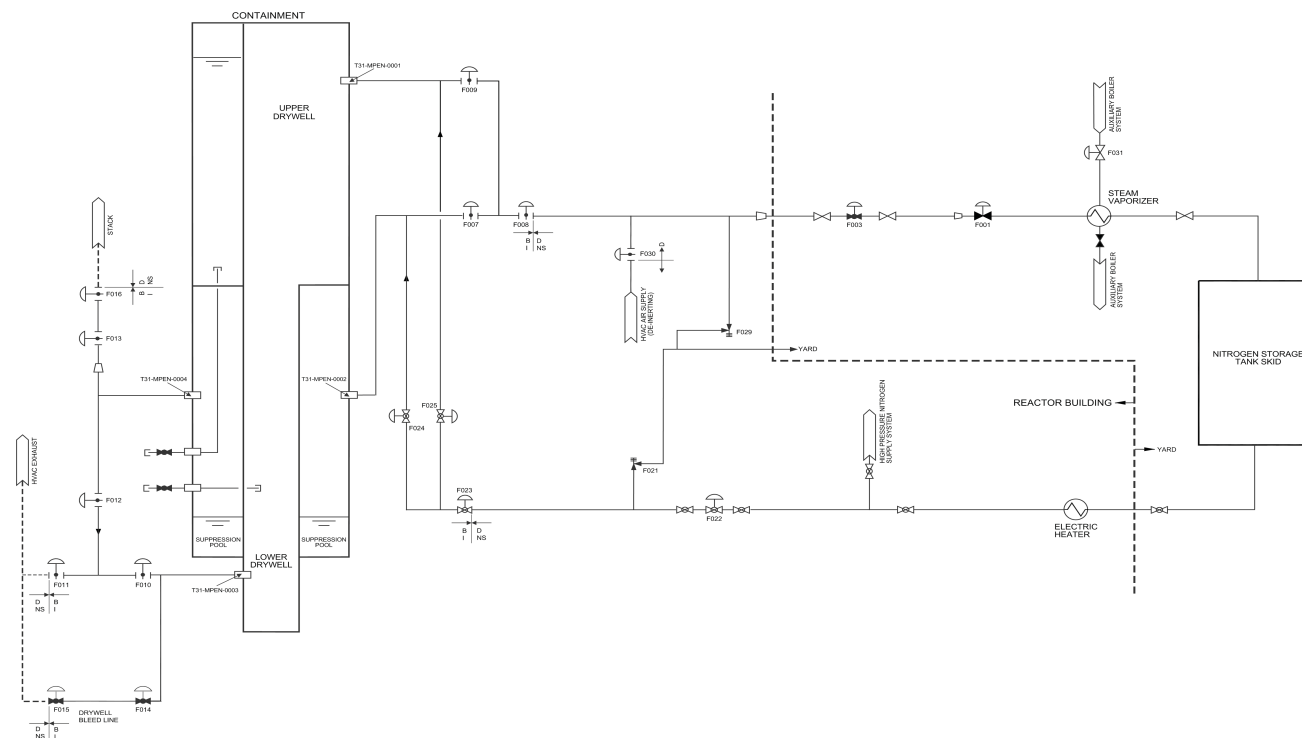 CONTAINMENT
T31-MPEN-0001
F009
UPPER
DRYWELL
AUXILIARY BOILER
SYSTEM
F031
STEAM
VAPORIZER
STACK
F007
F008
F003
F001
B
I
D
NS
F030
D
HVAC AIR SUPPLY
(DE-INERTING)
AUXILIARY BOILER
SYSTEM
F016
B
I
D
NS
F013
F029
YARD
NITROGEN STORAGE
TANK SKID
T31-MPEN-0004
T31-MPEN-0002
F025
F024
REACTOR BUILDING
HVAC EXHAUST
HIGH PRESSURE NITROGEN
SUPPLY SYSTEM
YARD
F021
F012
F023
F022
B
I
D
NS
ELECTRIC
HEATER
SUPPRESSION
POOL
SUPPRESSION
POOL
LOWER
DRYWELL
F011
F010
T31-MPEN-0003
D
NS
B
I
F015
F014
DRYWELL
BLEED LINE
D
NS
B
I